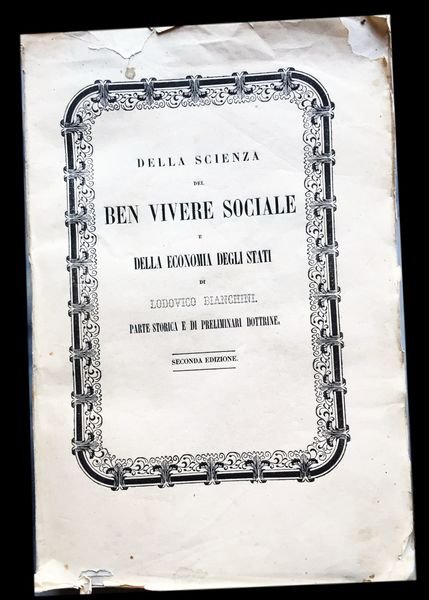 DELLA SCIENZA
DEL
BEN VIVERE SOCIALE
E
DELLA ECONOMIA DEGLI STATI
DI
LODOVICO BIANCHINI.
PARTE STORICA E DI PRELIMINARI DOTTRINE.
SECONDA EDIZIONE.